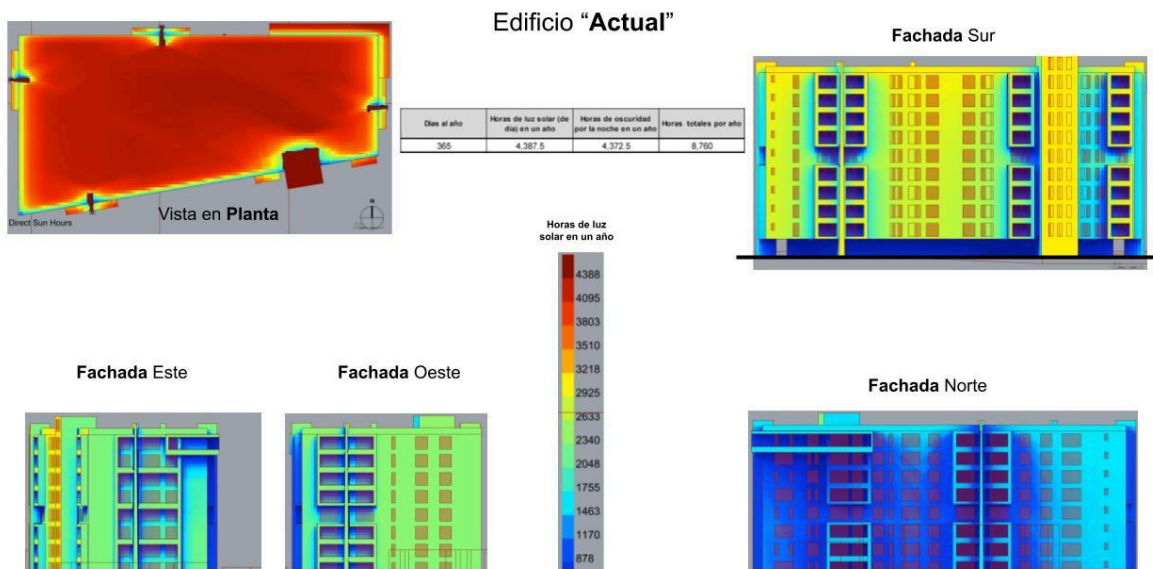 Edificio “Actual”
Fachada Sur
Días al año
Horas de luz solar (de
día) en un año
Horas de oscuridad
por la noche en un año
Horas totales por año
365
4,387.5
4,372.5
8,760
Vista en Planta
Direct Sun Hours
N
Horas de luz
solar en un año
4388
4095
3803
3510
3218
2925
2633
2340
2048
1755
1463
1170
878
Fachada Este
Fachada Oeste
Fachada Norte